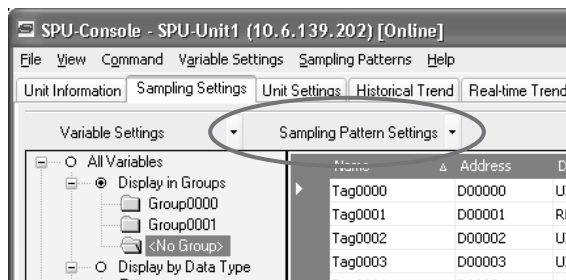 SPU-Console - SPU-Unit1 (10.6.139.202) [Online]
File View Command Variable Settings Sampling Patterns Help
Unit Information Sampling Settings Unit Settings Historical Trend Real-time Trend
Variable Settings Sampling Pattern Settings
All Variables
Display in Groups
Group0000
Group0001
<No Group>
Display by Data Type
Name Address D
Tag0000 D00000 U
Tag0001 D00001 R
Tag0002 D00002 U
Tag0003 D00003 U